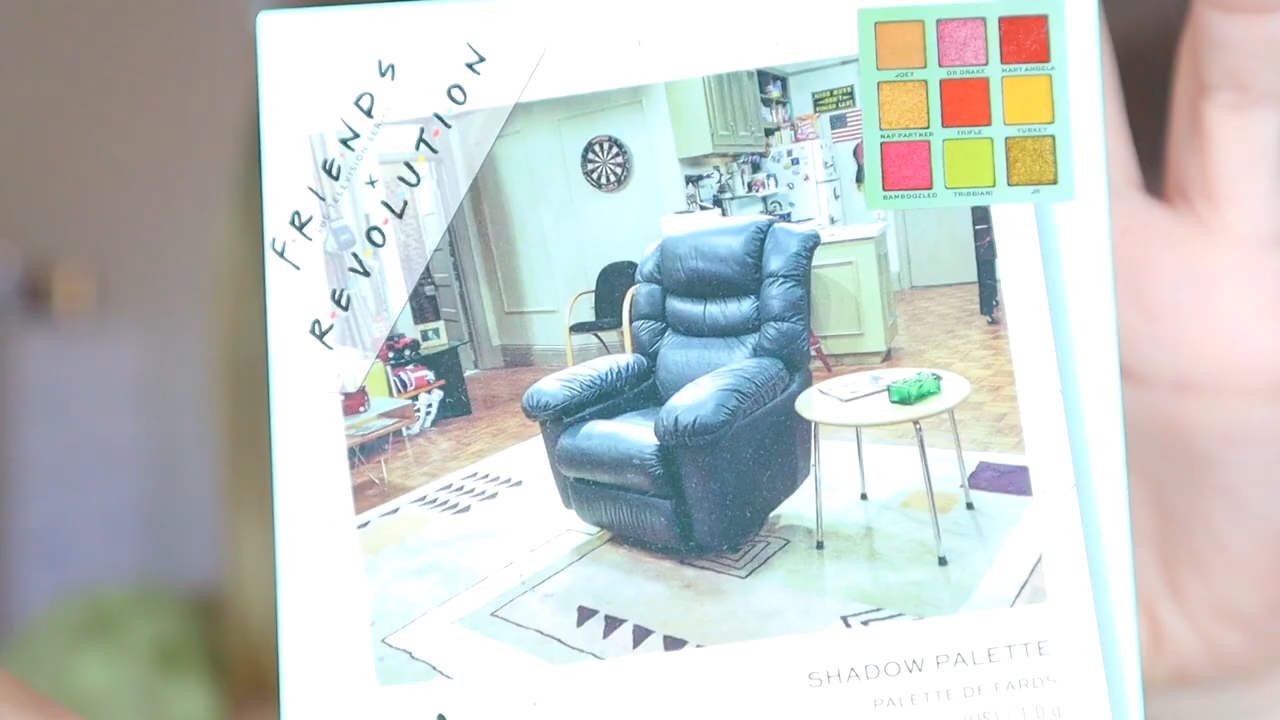 FRIENDS
TELEVISION SERIES
x
REVOLUTION
JOEY DR.DRAKE MARY ANGELA
NAP PARTNER TRIFLE TURKEY
BAMBOOZLED TRIBBIANI JR
SHADOW PALETTE
PALETTE DE FARDS